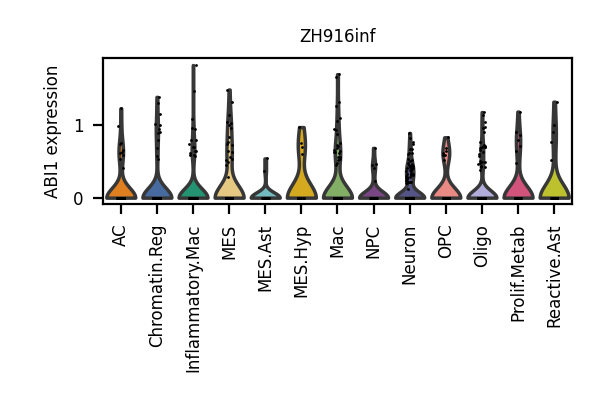 ZH916inf
ABI1 expression
1
0
AC
Chromatin.Reg
Inflammatory.Mac
MES
MES.Ast
MES.Hyp
Mac
NPC
Neuron
OPC
Oligo
Prolif.Metab
Reactive.Ast